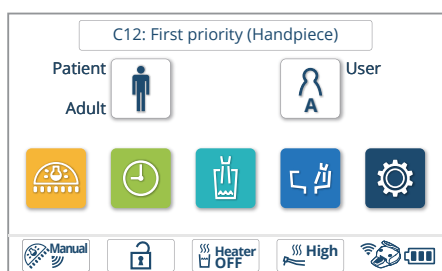 C12: First priority (Handpiece)
Patient
User
Adult
A
Manual
Heater
OFF
High